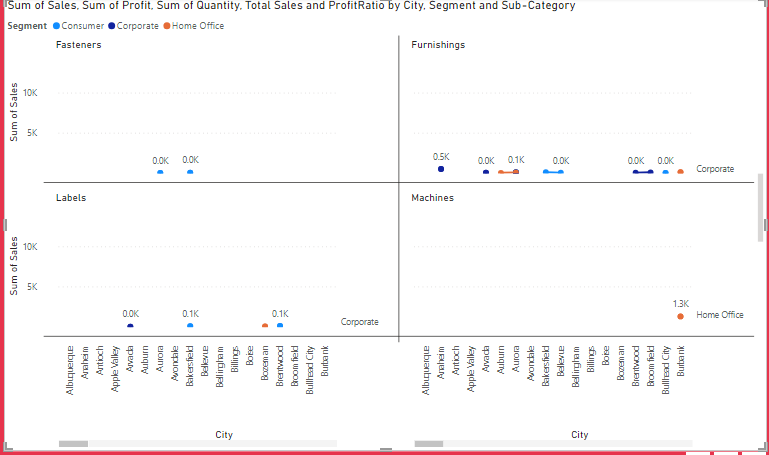 Sum of Sales, Sum of Profit, Sum of Quantity, Total Sales and ProfitRatio by City, Segment and Sub-Category
Segment Consumer Corporate Home Office
Fasteners
Furnishings
Sum of Sales
10K
5K
0.0K 0.0K
0.5K 0.0K 0.1K 0.0K 0.0K 0.0K
Corporate
Labels
Machines
Sum of Sales
10K
5K
0.0K 0.1K 0.1K
Corporate
1.3K
Home Office
Albuquerque
Anaheim
Antioch
Apple Valley
Arvada
Auburn
Aurora
Avondale
Bakersfield
Bellevue
Bellingham
Billings
Boise
Bozeman
Brentwood
Broomfield
Bullhead City
Burbank
Albuquerque
Anaheim
Antioch
Apple Valley
Arvada
Auburn
Aurora
Avondale
Bakersfield
Bellevue
Bellingham
Billings
Boise
Bozeman
Brentwood
Broomfield
Bullhead City
Burbank
City
City